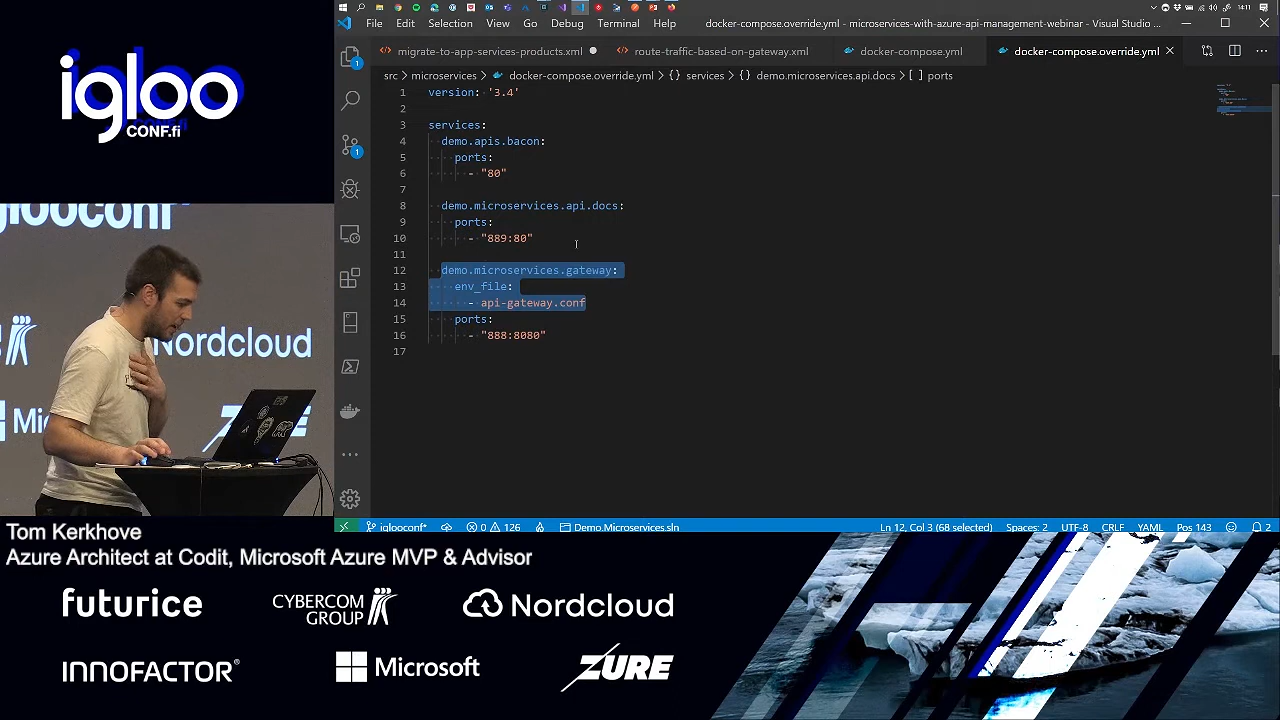 igloo
CONF.fi
iglooconf
Nordcloud
File Edit Selection View Go Debug Terminal Help
docker-compose.override.yml - microservices-with-azure-api-management-webinar - Visual Studio ...
14:11
migrate-to-app-services-products.xml
route-traffic-based-on-gateway.xml
docker-compose.yml
docker-compose.override.yml
src > microservices > docker-compose.override.yml > {} services > {} demo.microservices.api.docs > [ ] ports
1 version: '3.4'
2
3 services:
4 demo.apis.bacon:
5 ports:
6 - "80"
7
8 demo.microservices.api.docs:
9 ports:
10 - "889:80"
11
12 demo.microservices.gateway:
13 env_file:
14 - api-gateway.conf
15 ports:
16 - "888:8080"
17
iglooconf* 0 126 Demo.Microservices.sln Ln 12, Col 3 (68 selected) Spaces: 2 UTF-8 CRLF YAML Pos 143 2
Tom Kerkhove
Azure Architect at Codit, Microsoft Azure MVP & Advisor
futurice
CYBERCOM
GROUP
Nordcloud
INNOFACTOR®
Microsoft
ZURE